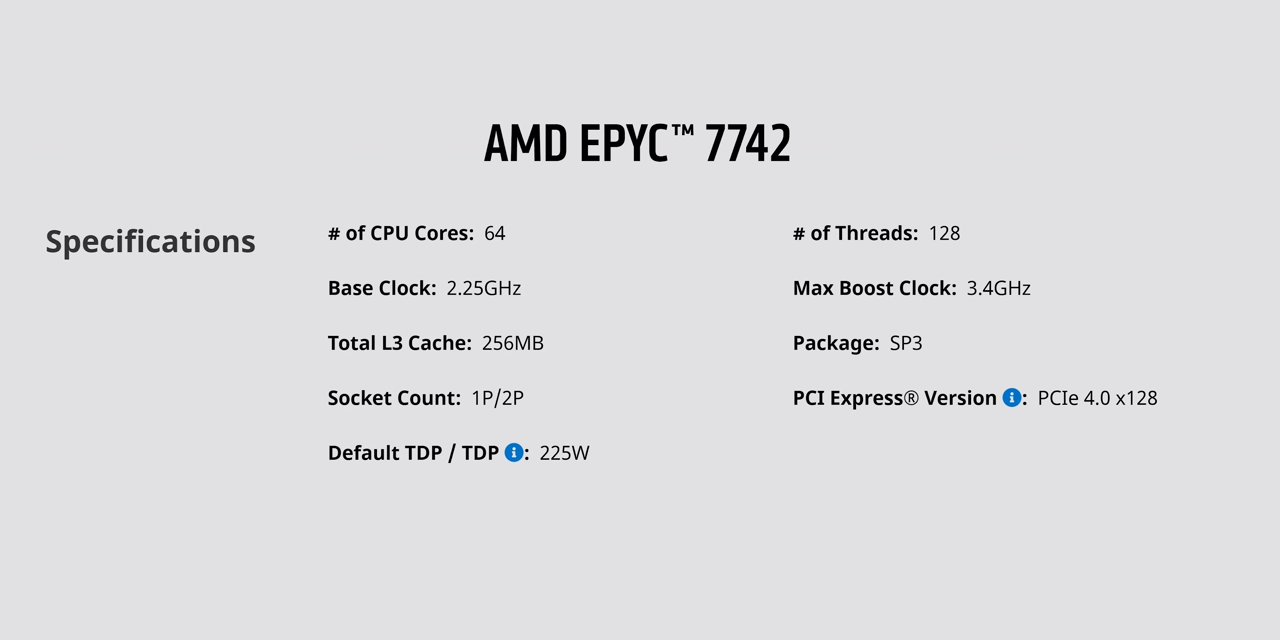 AMD EPYC™ 7742
Specifications
# of CPU Cores: 64
# of Threads: 128
Base Clock: 2.25GHz
Max Boost Clock: 3.4GHz
Total L3 Cache: 256MB
Package: SP3
Socket Count: 1P/2P
PCI Express® Version i: PCIe 4.0 x128
Default TDP / TDP i: 225W